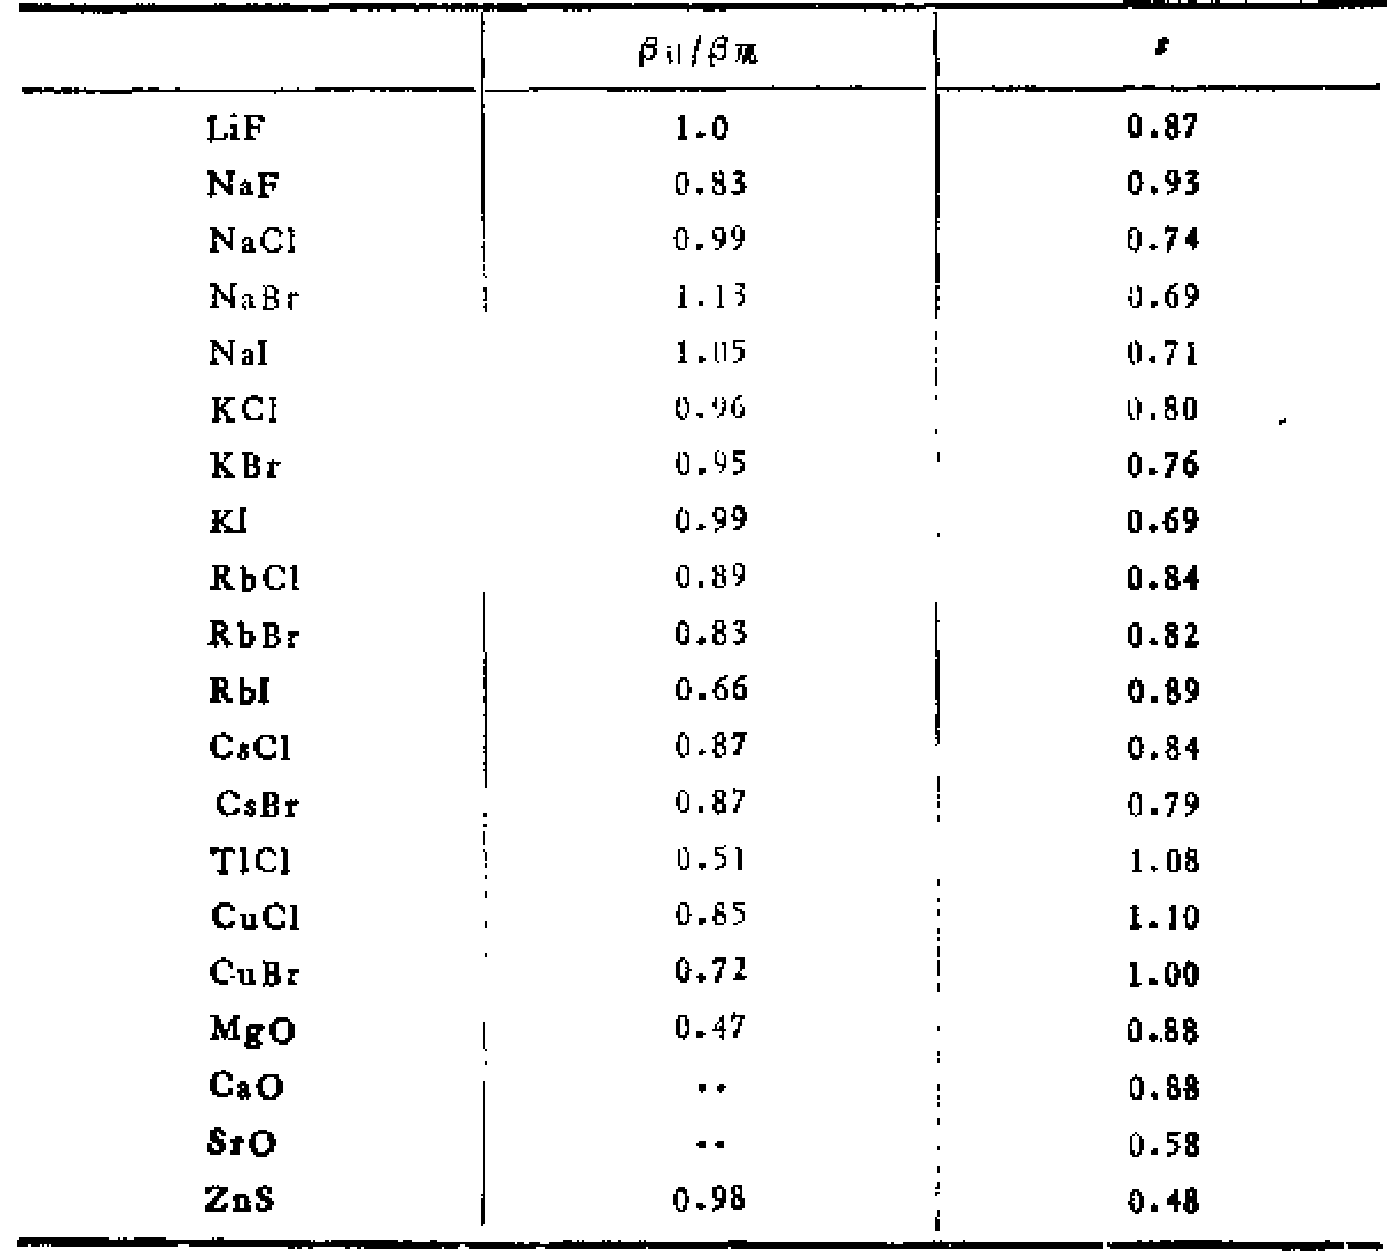 β计/β观 s
LiF 1.0 0.87
NaF 0.83 0.93
NaCl 0.99 0.74
NaBr 1.13 0.69
NaI 1.05 0.71
KCl 0.96 0.80
KBr 0.95 0.76
KI 0.99 0.69
RbCl 0.89 0.84
RbBr 0.83 0.82
RbI 0.66 0.89
CsCl 0.87 0.84
CsBr 0.87 0.79
TlCl 0.51 1.08
CuCl 0.85 1.10
CuBr 0.72 1.00
MgO 0.47 0.88
CaO .. 0.88
SrO .. 0.58
ZnS 0.98 0.48